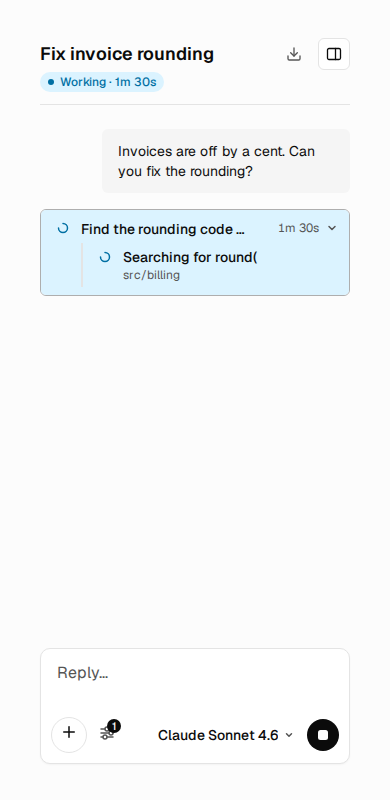 Fix invoice rounding
Working · 1m 30s
Invoices are off by a cent. Can
you fix the rounding?
Find the rounding code ... 1m 30s
Searching for round(
src/billing
Reply...
1
Claude Sonnet 4.6